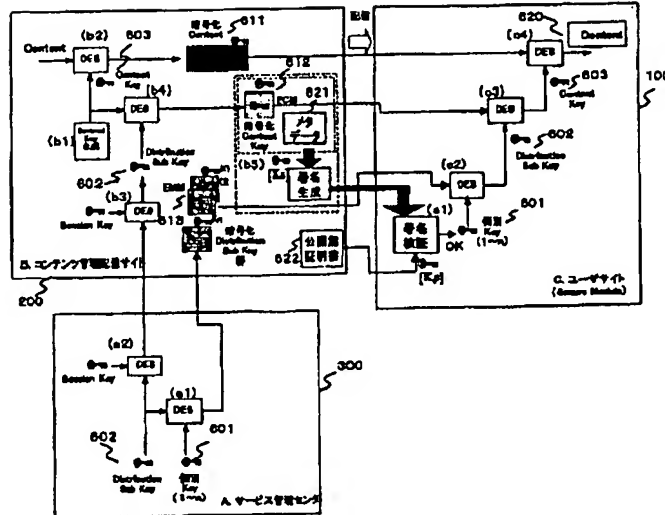 (b2)
603
暗号化
Content
611
配信
620
Content
DES
[c4]
Content
DES
Content
Key
612
603
Content
Key
[b4]
DES
ECM
621
[c3]
DES
(b1)
暗号化
Content
Key
メタ
データ
602
Distribution
Sub Key
(b5)
[Ks]
署名
生成
602
Distribution
Sub Key
(b3)
DES
Session Key
EMM
613
暗号化
Distribution
Sub Key
群
(c2)
DES
(c1)
署名
検証
OK
601
個別
Key
(1~n)
公開鍵
証明書
622
[Kp]
B. コンテンツ管理配信サイト
200
C. ユーザサイト
(Secure Module)
100
(a2)
DES
Session Key
(a1)
DES
300
602
Distribution
Sub Key
601
個別
Key
(1~n)
A. サービス管理センタ